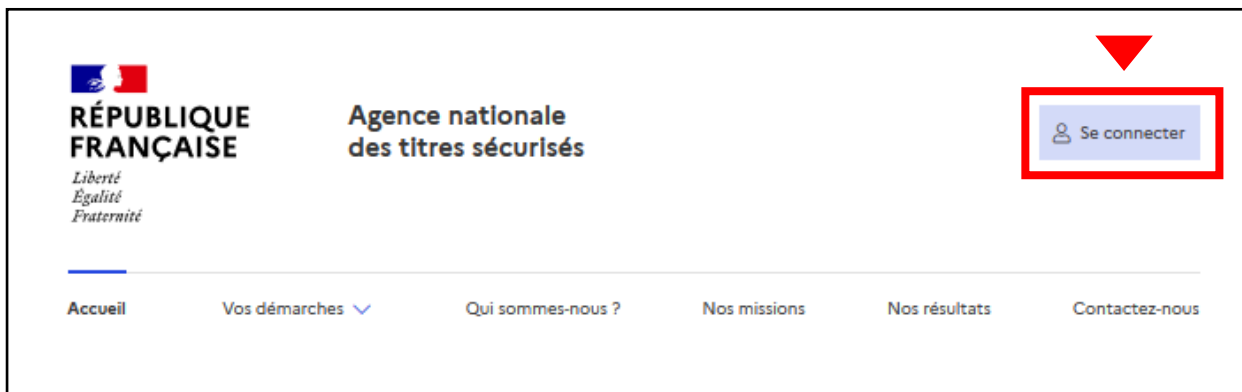 RÉPUBLIQUE
FRANÇAISE
Liberté
Égalité
Fraternité
Agence nationale
des titres sécurisés
Se connecter
Accueil
Vos démarches
Qui sommes-nous ?
Nos missions
Nos résultats
Contactez-nous